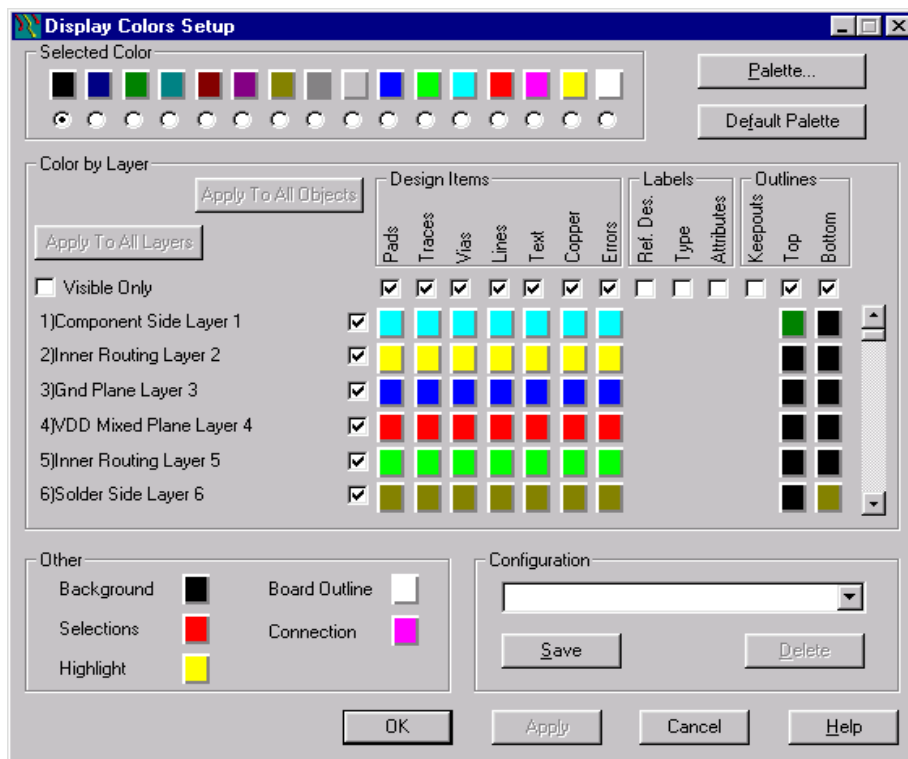 Display Colors Setup
Selected Color
Palette...
Default Palette
Color by Layer
Apply To All Objects
Apply To All Layers
Design Items
Labels
Outlines
Pads
Traces
Vias
Lines
Text
Copper
Errors
Ref. Des.
Type
Attributes
Keepouts
Top
Bottom
Visible Only
1)Component Side Layer 1
2)Inner Routing Layer 2
3)Gnd Plane Layer 3
4)VDD Mixed Plane Layer 4
5)Inner Routing Layer 5
6)Solder Side Layer 6
Other
Background
Board Outline
Selections
Connection
Highlight
Configuration
Save
Delete
OK
Apply
Cancel
Help